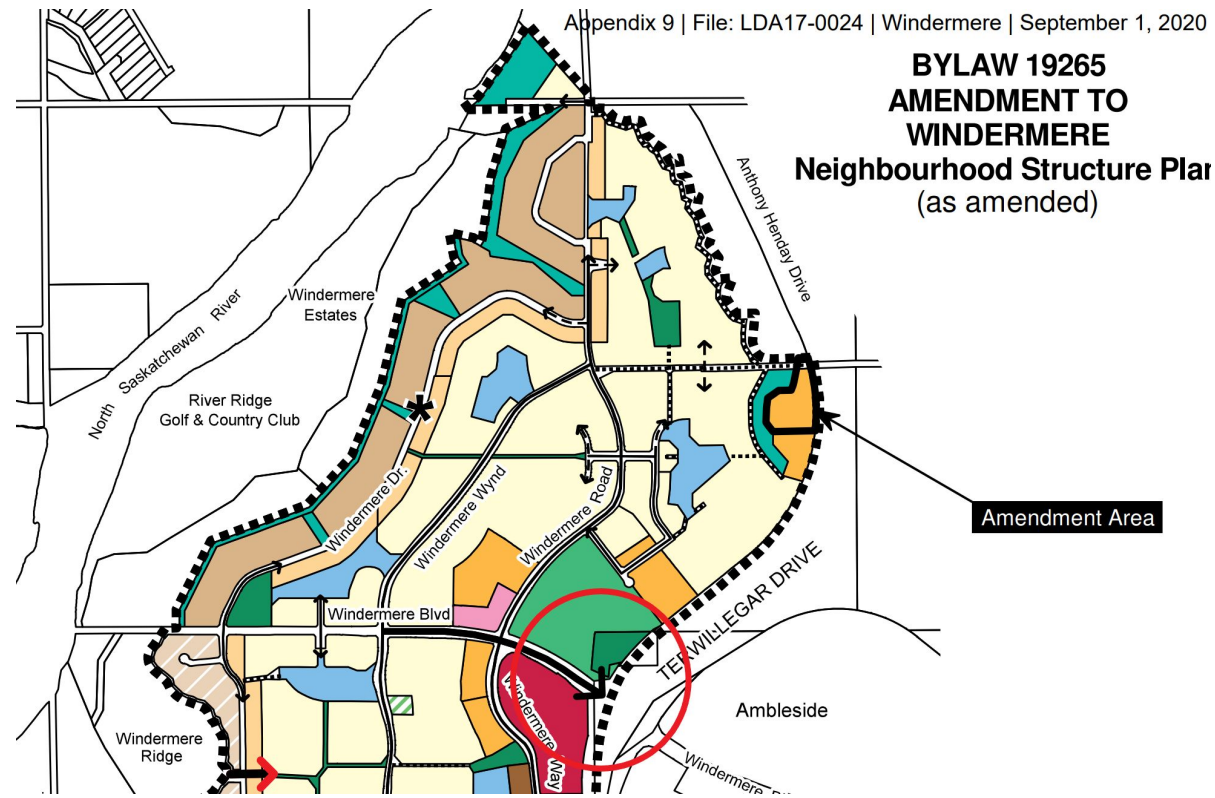 Appendix 9 | File: LDA17-0024 | Windermere | September 1, 2020
BYLAW 19265
AMENDMENT TO
WINDERMERE
Neighbourhood Structure Plan
(as amended)
Anthony Henday Drive
Windermere
Estates
North Saskatchewan River
River Ridge
Golf & Country Club
Windermere Dr.
Windermere Wynd
Windermere Road
Amendment Area
Windermere Blvd
TERWILLEGAR DRIVE
Windermere Way
Ambleside
Windermere
Ridge
Windermere